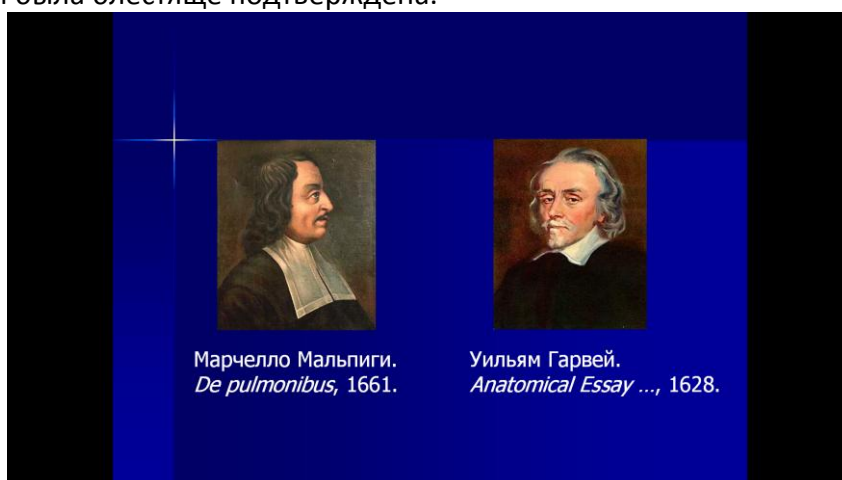 была блестяще подтверждена.
Марчелло Мальпиги.
De pulmonibus, 1661.
Уильям Гарвей.
Anatomical Essay ..., 1628.